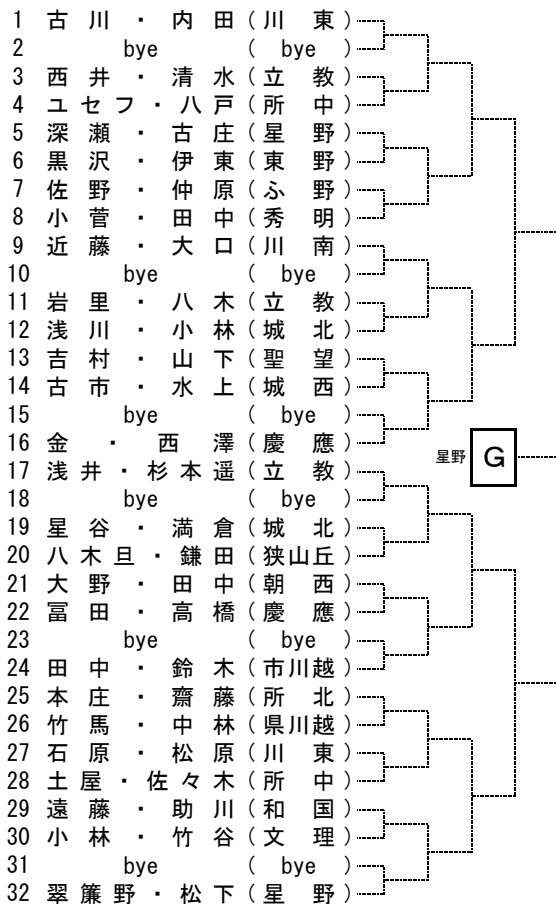 1 古川・内田(川東)
2 bye (bye)
3 西井・清水(立教)
4 ユセフ・八戸(所中)
5 深瀬・古庄(星野)
6 黒沢・伊東(東野)
7 佐野・仲原(ふ野)
8 小菅・田中(秀明)
9 近藤・大口(川南)
10 bye (bye)
11 岩里・八木(立教)
12 浅川・小林(城北)
13 吉村・山下(聖望)
14 古市・水上(城西)
15 bye (bye)
16 金・西澤(慶應)
星野 G
17 浅井・杉本遥(立教)
18 bye (bye)
19 星谷・満倉(城北)
20 八木旦・鎌田(狭山丘)
21 大野・田中(朝西)
22 冨田・高橋(慶應)
23 bye (bye)
24 田中・鈴木(市川越)
25 本庄・齋藤(所北)
26 竹馬・中林(県川越)
27 石原・松原(川東)
28 土屋・佐々木(所中)
29 遠藤・助川(和国)
30 小林・竹谷(文理)
31 bye (bye)
32 翠簾野・松下(星野)